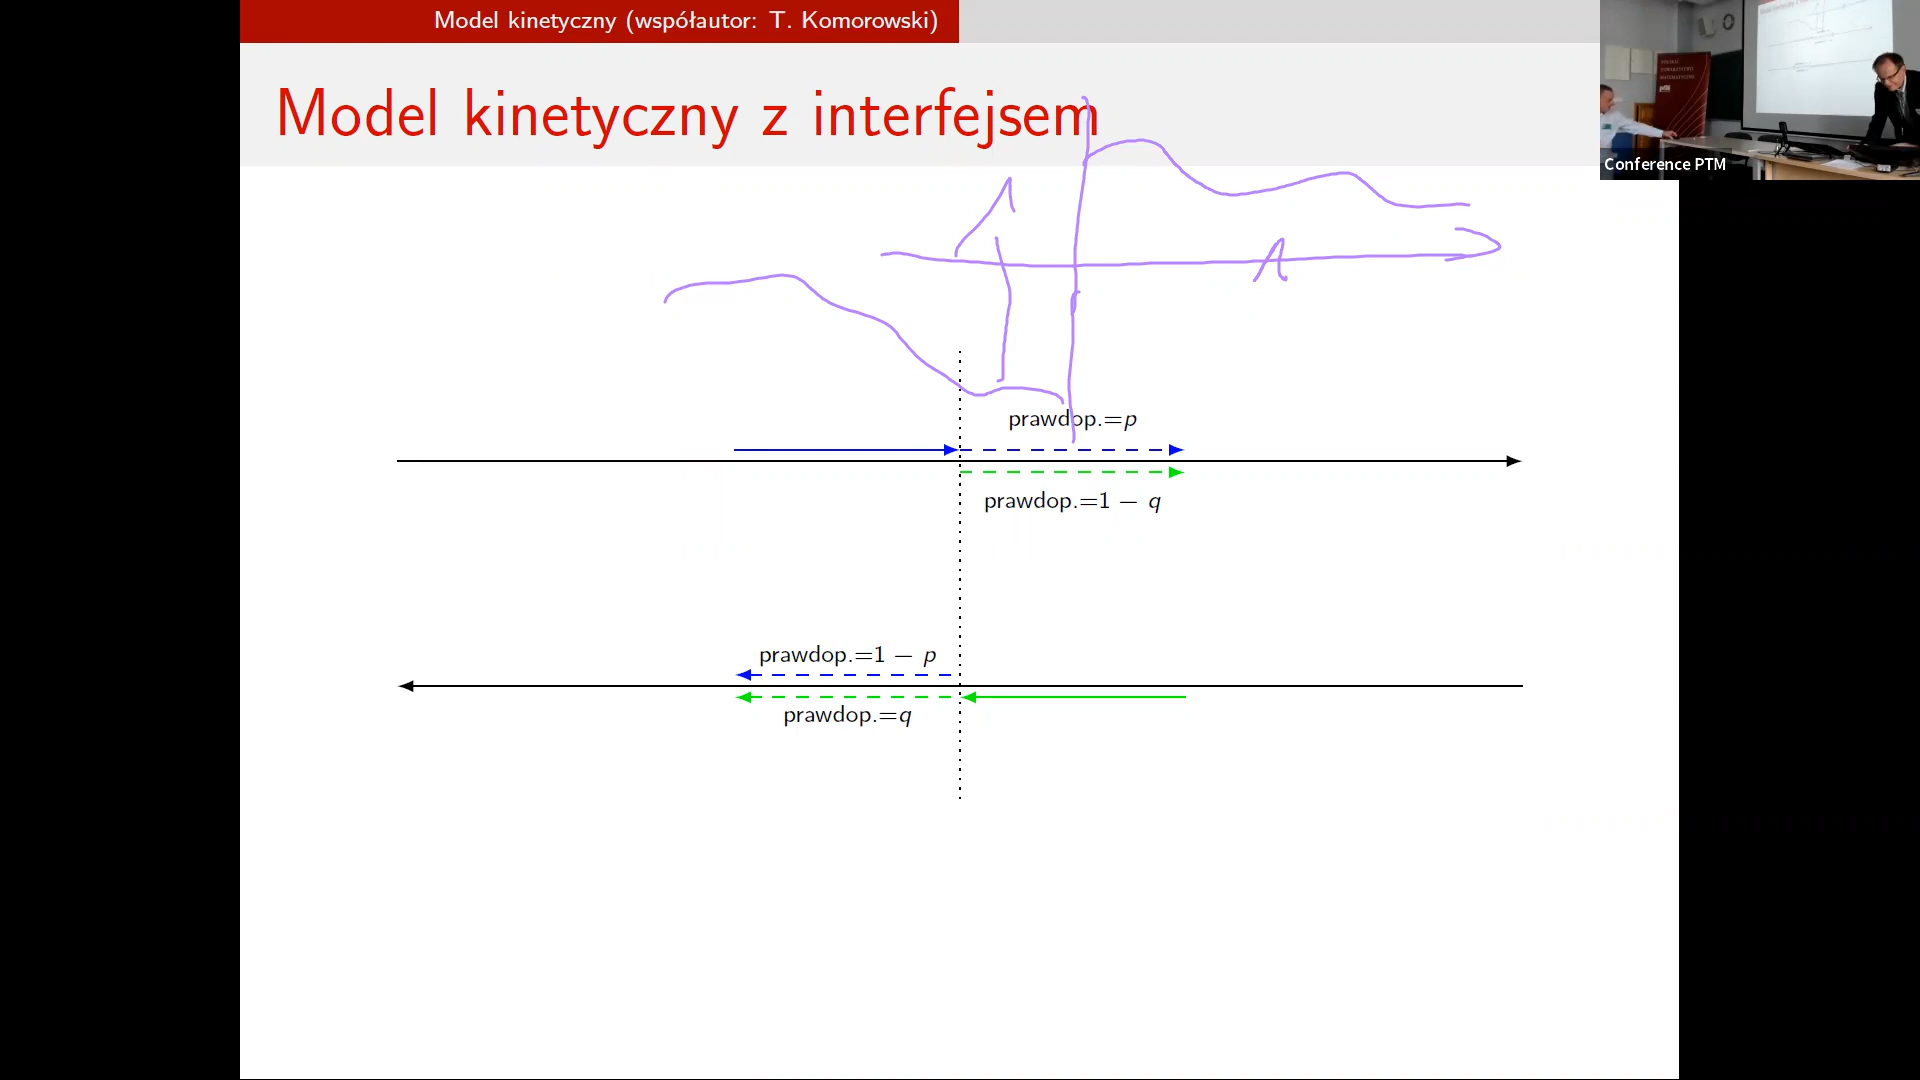 Model kinetyczny (współautor: T. Komorowski)
Model kinetyczny z interfejsem
Conference PTM
prawdop.=p
prawdop.=1 − q
prawdop.=1 − p
prawdop.=q